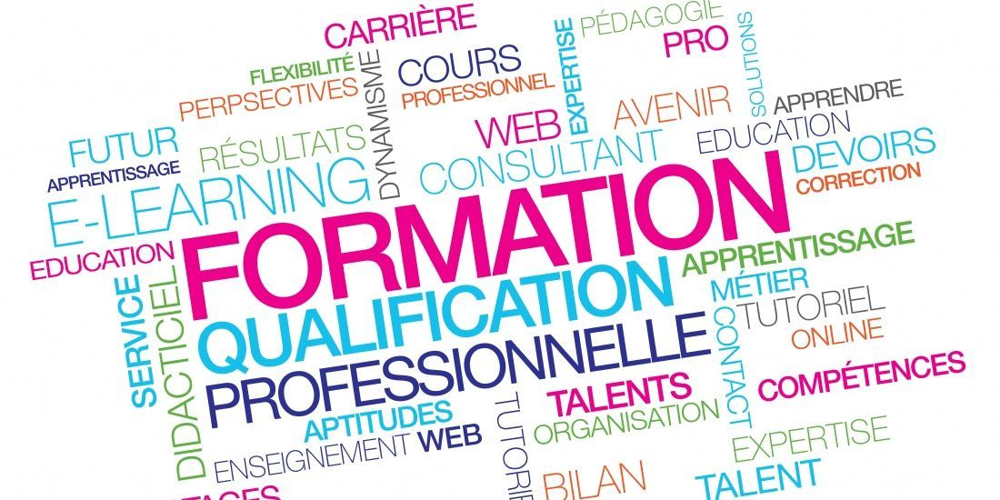 CARRIÈRE
PÉDAGOGIE
PRO
FLEXIBILITÉ
PERPSECTIVES
DYNAMISME
COURS
PROFESSIONNEL
EXPERTISE
SOLUTIONS
APPRENDRE
AVENIR
WEB
EDUCATION
FUTUR
RÉSULTATS
CONSULTANT
DEVOIRS
APPRENTISSAGE
CORRECTION
E-LEARNING
FORMATION
EDUCATION
APPRENTISSAGE
SERVICE
DIDACTICIEL
QUALIFICATION
MÉTIER
TUTORIEL
CONTACT
ONLINE
PROFESSIONNELLE
COMPÉTENCES
TALENTS
APTITUDES
TUTORIE
ORGANISATION
ENSEIGNEMENT
WEB
EXPERTISE
BILAN
TALENT
TAGES